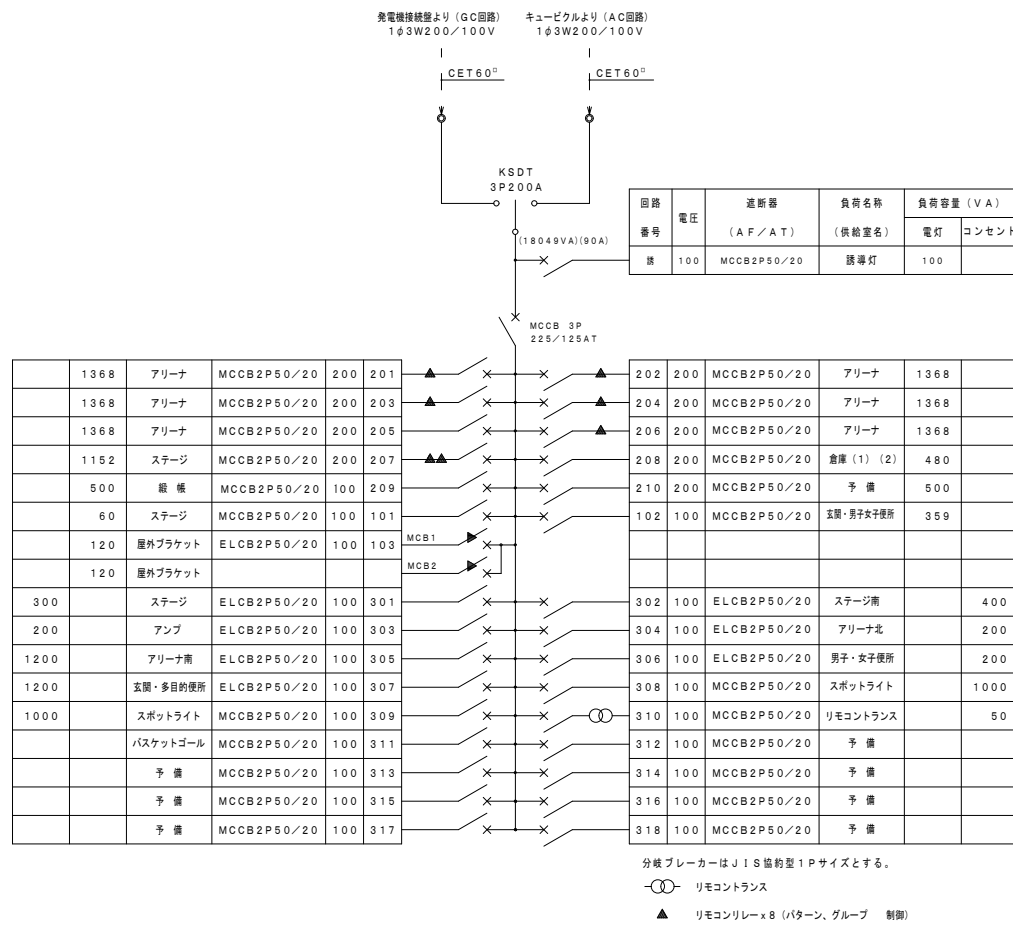 発電機接続盤より（GC回路） キュービクルより（AC回路）
1φ3W200／100V 1φ3W200／100V
CET60□ CET60□
KSDT
3P200A
(18049VA)(90A)
回路番号 電圧 遮断器（AF／AT） 負荷名称（供給室名） 負荷容量（VA） 電灯 コンセント
誘 100 MCCB2P50／20 誘導灯 100
MCCB 3P
225／125AT
1368 アリーナ MCCB2P50／20 200 201 202 200 MCCB2P50／20 アリーナ 1368
1368 アリーナ MCCB2P50／20 200 203 204 200 MCCB2P50／20 アリーナ 1368
1368 アリーナ MCCB2P50／20 200 205 206 200 MCCB2P50／20 アリーナ 1368
1152 ステージ MCCB2P50／20 200 207 208 200 MCCB2P50／20 倉庫（1）（2） 480
500 緞帳 MCCB2P50／20 100 209 210 200 MCCB2P50／20 予備 500
60 ステージ MCCB2P50／20 100 101 102 100 MCCB2P50／20 玄関・男子女子便所 359
120 屋外ブラケット ELCB2P50／20 100 103 MCB1
120 屋外ブラケット MCB2
300 ステージ ELCB2P50／20 100 301 302 100 ELCB2P50／20 ステージ南 400
200 アンプ ELCB2P50／20 100 303 304 100 ELCB2P50／20 アリーナ北 200
1200 アリーナ南 ELCB2P50／20 100 305 306 100 ELCB2P50／20 男子・女子便所 200
1200 玄関・多目的便所 ELCB2P50／20 100 307 308 100 MCCB2P50／20 スポットライト 1000
1000 スポットライト MCCB2P50／20 100 309 310 100 MCCB2P50／20 リモコントランス 50
バスケットゴール MCCB2P50／20 100 311 312 100 MCCB2P50／20 予備
予備 MCCB2P50／20 100 313 314 100 MCCB2P50／20 予備
予備 MCCB2P50／20 100 315 316 100 MCCB2P50／20 予備
予備 MCCB2P50／20 100 317 318 100 MCCB2P50／20 予備
分岐ブレーカーはJIS協約型1Pサイズとする。
リモコントランス
リモコンリレーx8（パターン、グループ 制御）